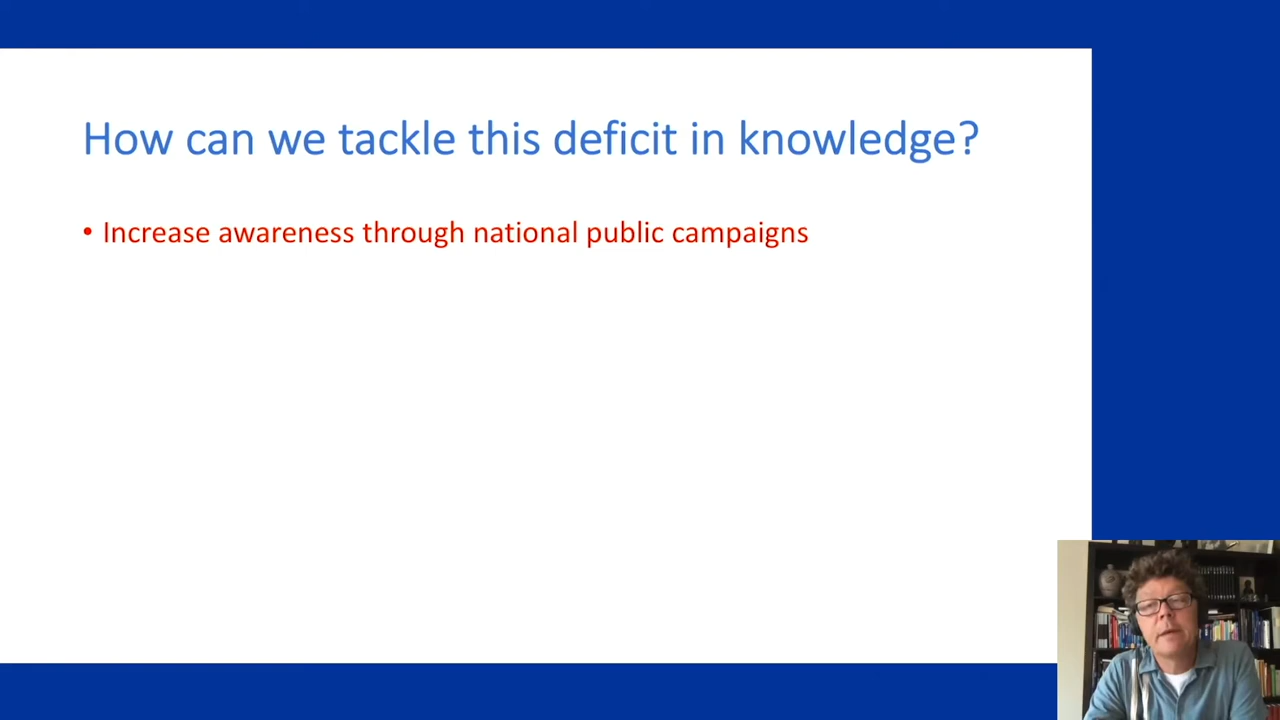 How can we tackle this deficit in knowledge?
• Increase awareness through national public campaigns